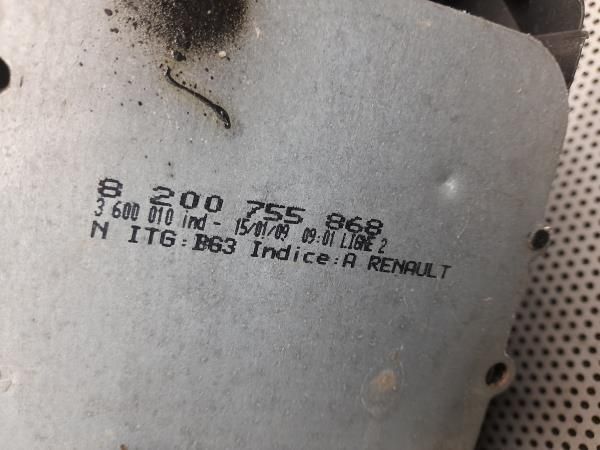 8 200 755 868
3 600 010 ind - 15/01/09 09:01 LIGNE 2
N ITG:B63 Indice:A RENAULT